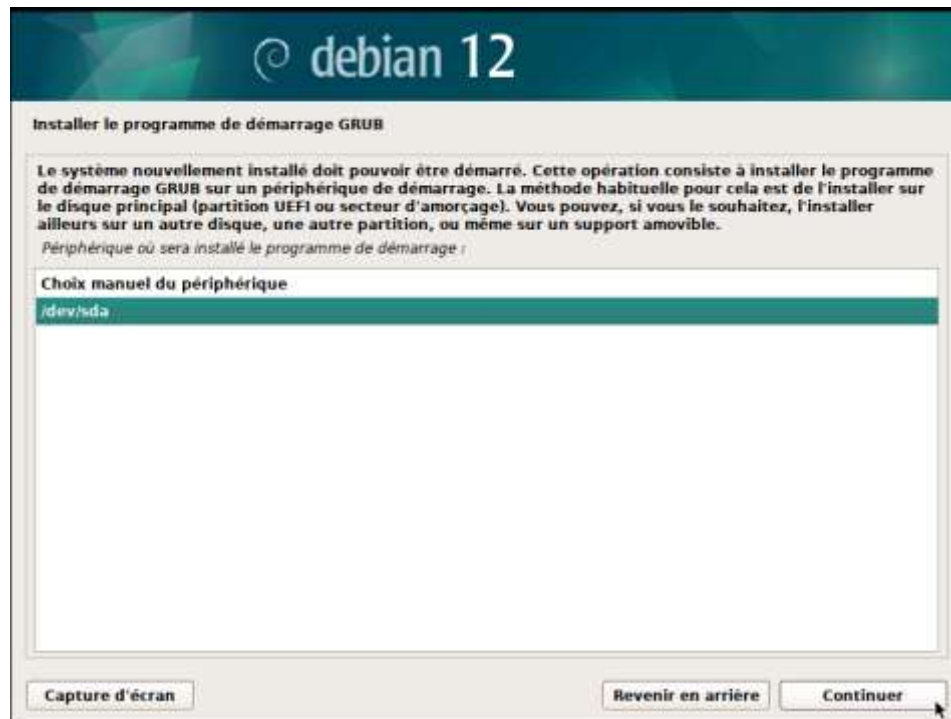 debian 12
Installer le programme de démarrage GRUB
Le système nouvellement installé doit pouvoir être démarré. Cette opération consiste à installer le programme
de démarrage GRUB sur un périphérique de démarrage. La méthode habituelle pour cela est de l'installer sur
le disque principal (partition UEFI ou secteur d'amorçage). Vous pouvez, si vous le souhaitez, l'installer
ailleurs sur un autre disque, une autre partition, ou même sur un support amovible.
Périphérique où sera installé le programme de démarrage :
Choix manuel du périphérique
/dev/sda
Capture d'écran
Revenir en arrière
Continuer